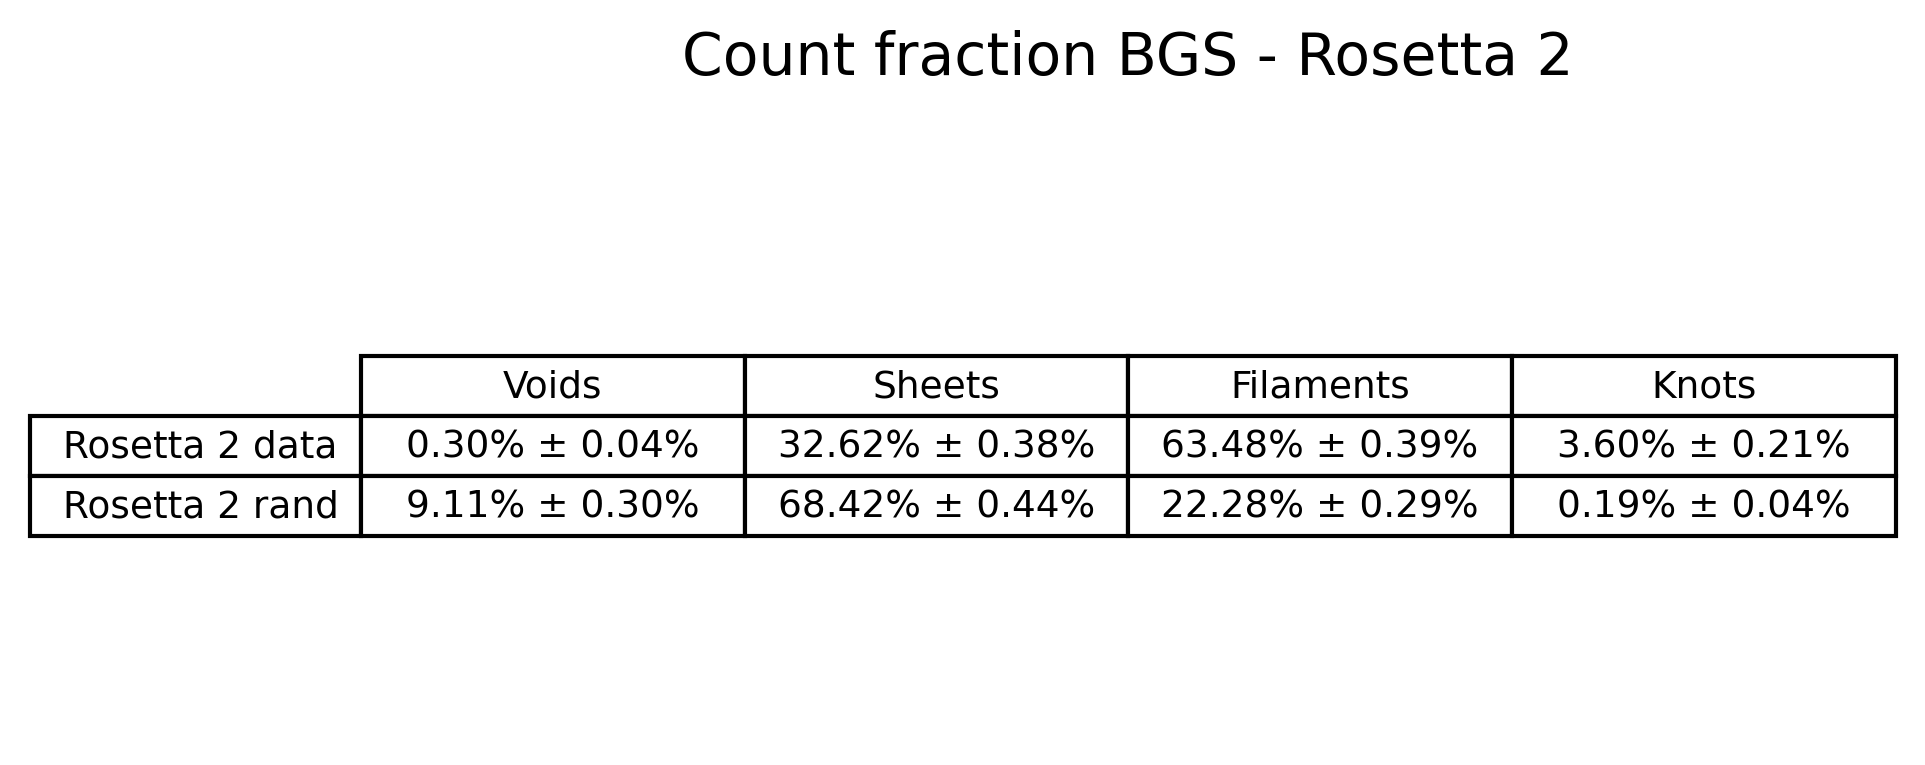 Count fraction BGS - Rosetta 2
Voids Sheets Filaments Knots
Rosetta 2 data 0.30% ± 0.04% 32.62% ± 0.38% 63.48% ± 0.39% 3.60% ± 0.21%
Rosetta 2 rand 9.11% ± 0.30% 68.42% ± 0.44% 22.28% ± 0.29% 0.19% ± 0.04%